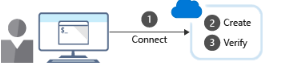 $_
1
Connect
2 Create
3 Verify